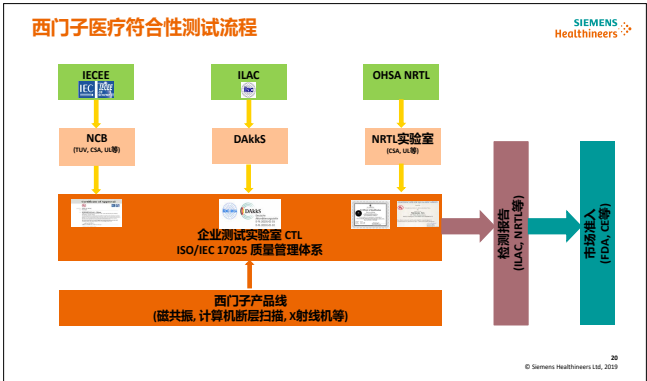 西门子医疗符合性测试流程
SIEMENS
Healthineers
IECEE
IEC
IECEE
ILAC
ilac
OHSA NRTL
NCB
(TUV, CSA, UL等)
DAkkS
NRTL实验室
(CSA, UL等)
DAkkS
企业测试实验室 CTL
ISO/IEC 17025 质量管理体系
西门子产品线
(磁共振, 计算机断层扫描, X射线机等)
检测报告
(ILAC, NRTL等)
市场准入
(FDA, CE等)
20
© Siemens Healthineers Ltd, 2019